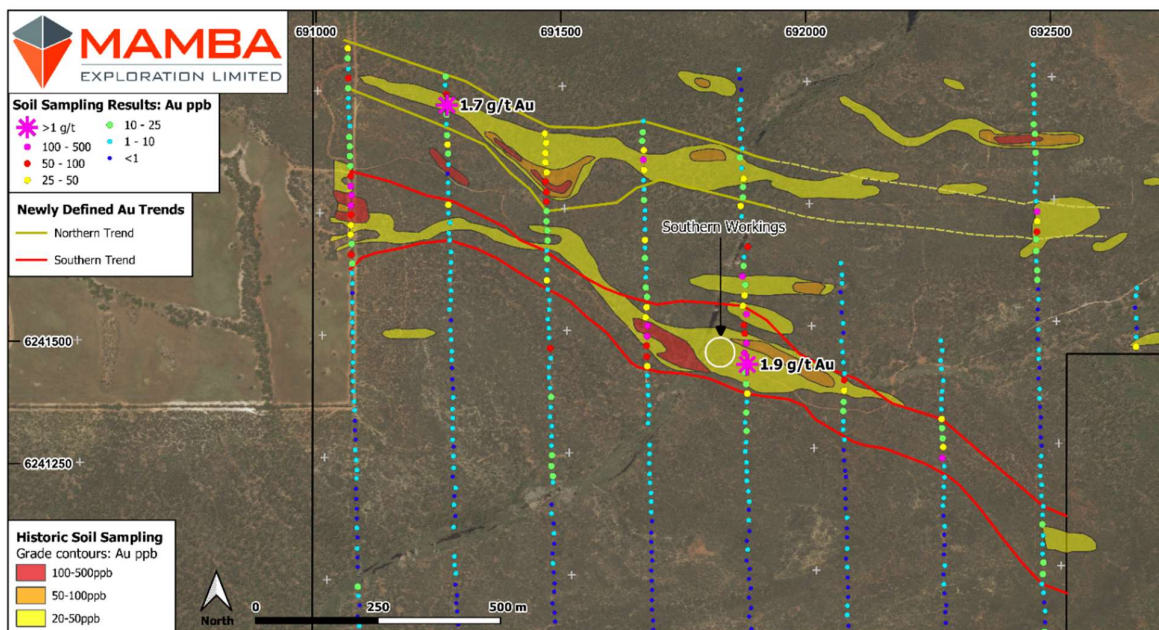 MAMBA
EXPLORATION LIMITED
691000
691500
692000
692500
Soil Sampling Results: Au ppb
>1 g/t
100 - 500
50 - 100
25 - 50
10 - 25
1 - 10
<1
Newly Defined Au Trends
Northern Trend
Southern Trend
1.7 g/t Au
Southern Workings
1.9 g/t Au
6241500
6241250
Historic Soil Sampling
Grade contours: Au ppb
100-500ppb
50-100ppb
20-50ppb
North
0
250
500 m